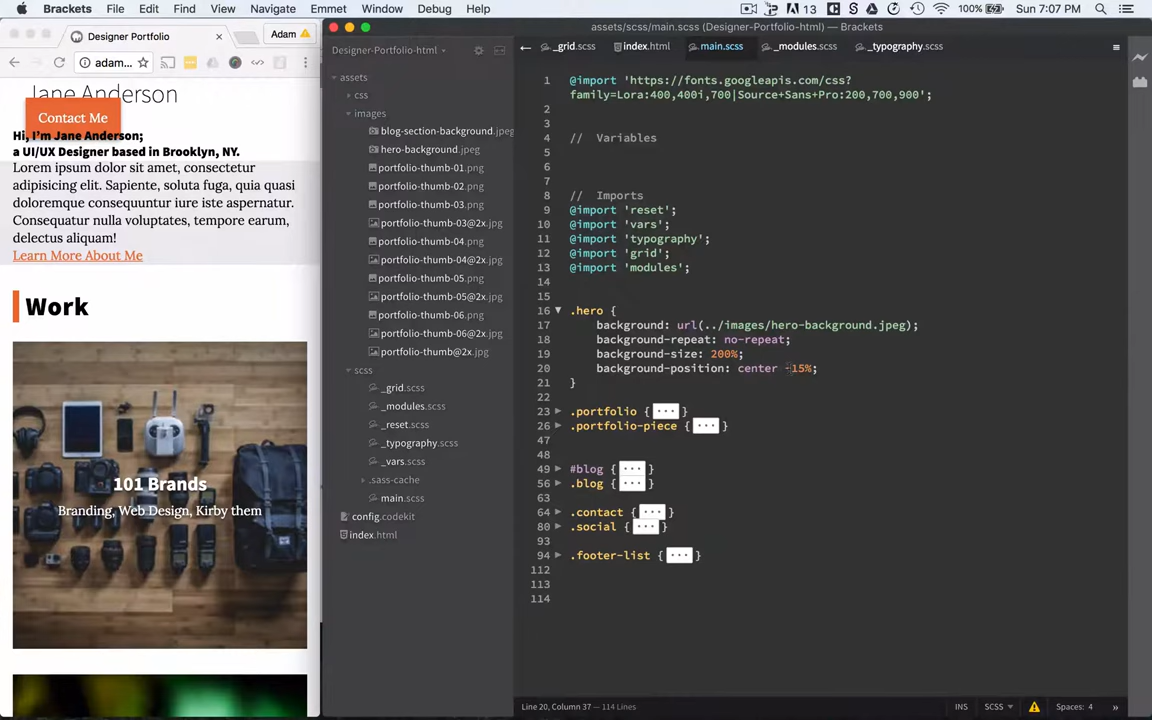 Brackets File Edit Find View Navigate Emmet Window Debug Help 13 100% Sun 7:07 PM
Designer Portfolio × Adam
adam...
Jane Anderson
Contact Me
Hi, I'm Jane Anderson;
a UI/UX Designer based in Brooklyn, NY.
Lorem ipsum dolor sit amet, consectetur
adipisicing elit. Sapiente, soluta fuga, quia quasi
doloremque consequuntur iure iste aspernatur.
Consequatur nulla voluptates, tempore earum,
delectus aliquam!
Learn More About Me
Work
101 Brands
Branding, Web Design, Kirby them
assets/scss/main.scss (Designer-Portfolio-html) — Brackets
Designer-Portfolio-html
assets
css
images
blog-section-background.jpeg
hero-background.jpeg
portfolio-thumb-01.png
portfolio-thumb-02.png
portfolio-thumb-03.png
portfolio-thumb-03@2x.jpg
portfolio-thumb-04.png
portfolio-thumb-04@2x.jpg
portfolio-thumb-05.png
portfolio-thumb-05@2x.jpg
portfolio-thumb-06.png
portfolio-thumb-06@2x.jpg
portfolio-thumb@2x.jpg
scss
_grid.scss
_modules.scss
_reset.scss
_typography.scss
_vars.scss
.sass-cache
main.scss
config.codekit
index.html
_grid.scss index.html main.scss _modules.scss _typography.scss
1 @import 'https://fonts.googleapis.com/css?
family=Lora:400,400i,700|Source+Sans+Pro:200,700,900';
2
3
4 // Variables
5
6
7
8 // Imports
9 @import 'reset';
10 @import 'vars';
11 @import 'typography';
12 @import 'grid';
13 @import 'modules';
14
15
16 .hero {
17 background: url(../images/hero-background.jpeg);
18 background-repeat: no-repeat;
19 background-size: 200%;
20 background-position: center -15%;
21 }
22
23 .portfolio { ... }
26 .portfolio-piece { ... }
47
48
49 #blog { ... }
56 .blog { ... }
63
64 .contact { ... }
80 .social { ... }
93
94 .footer-list { ... }
112
113
114
Line 20, Column 37 — 114 Lines INS SCSS Spaces: 4